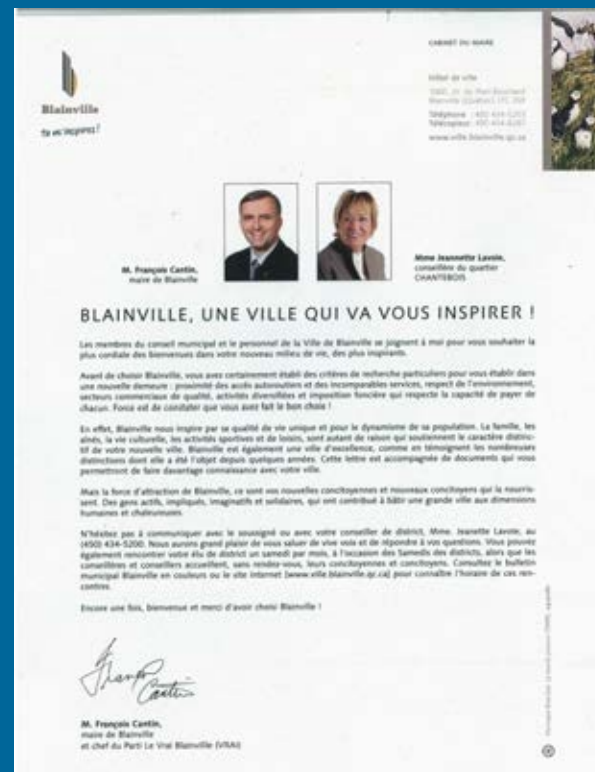 CABINET DU MAIRE
Blainville
Hôtel de ville
Téléphone : 450 434-5203
www.ville.blainville.qc.ca
M. François Cantin,
maire de Blainville
Mme Jeannette Lavoie,
conseillère du quartier
CHANTEBOIS
BLAINVILLE, UNE VILLE QUI VA VOUS INSPIRER !
Les membres du conseil municipal et le personnel de la Ville de Blainville se joignent à moi pour vous souhaiter la
plus cordiale des bienvenues dans votre nouveau milieu de vie, des plus inspirants.
Avant de choisir Blainville, vous avez certainement établi des critères de recherche particuliers pour vous établir dans
une nouvelle demeure : proximité des accès autoroutiers et des incomparables services, respect de l'environnement,
secteurs commerciaux de qualité, activités diversifiées et imposition foncière qui respecte la capacité de payer de
chacun. Force est de constater que vous avez fait le bon choix !
En effet, Blainville nous inspire par sa qualité de vie unique et pour le dynamisme de sa population. La famille, les
aînés, la vie culturelle, les activités sportives et de loisirs, sont autant de raison qui soutiennent le caractère distinc-
tif de votre nouvelle ville. Blainville est également une ville d'excellence, comme en témoignent les nombreuses
distinctions dont elle a été l'objet depuis quelques années. Cette lettre est accompagnée de documents qui vous
permettront de faire davantage connaissance avec votre ville.
Mais la force d'attraction de Blainville, ce sont vos nouvelles concitoyennes et nouveaux concitoyens qui la nourris-
sent. Des gens actifs, impliqués, imaginatifs et solidaires, qui ont contribué à bâtir une grande ville aux dimensions
humaines et chaleureuses.
N'hésitez pas à communiquer avec le soussigné ou avec votre conseiller de district, Mme. Jeanette Lavoie, au
(450) 434-5200. Nous aurons grand plaisir de vous saluer de vive voix et de répondre à vos questions. Vous pouvez
également rencontrer votre élu de district un samedi par mois, à l'occasion des Samedis des districts, alors que les
conseillères et conseillers accueillent, sans rendez-vous, leurs concitoyennes et concitoyens. Consultez le bulletin
municipal Blainville en couleurs ou le site internet (www.ville.blainville.qc.ca) pour connaître l'horaire de ces ren-
contres.
Encore une fois, bienvenue et merci d'avoir choisi Blainville !
François
Cantin
M. François Cantin,
maire de Blainville
et chef du Parti Le Vrai Blainville (VRAI)